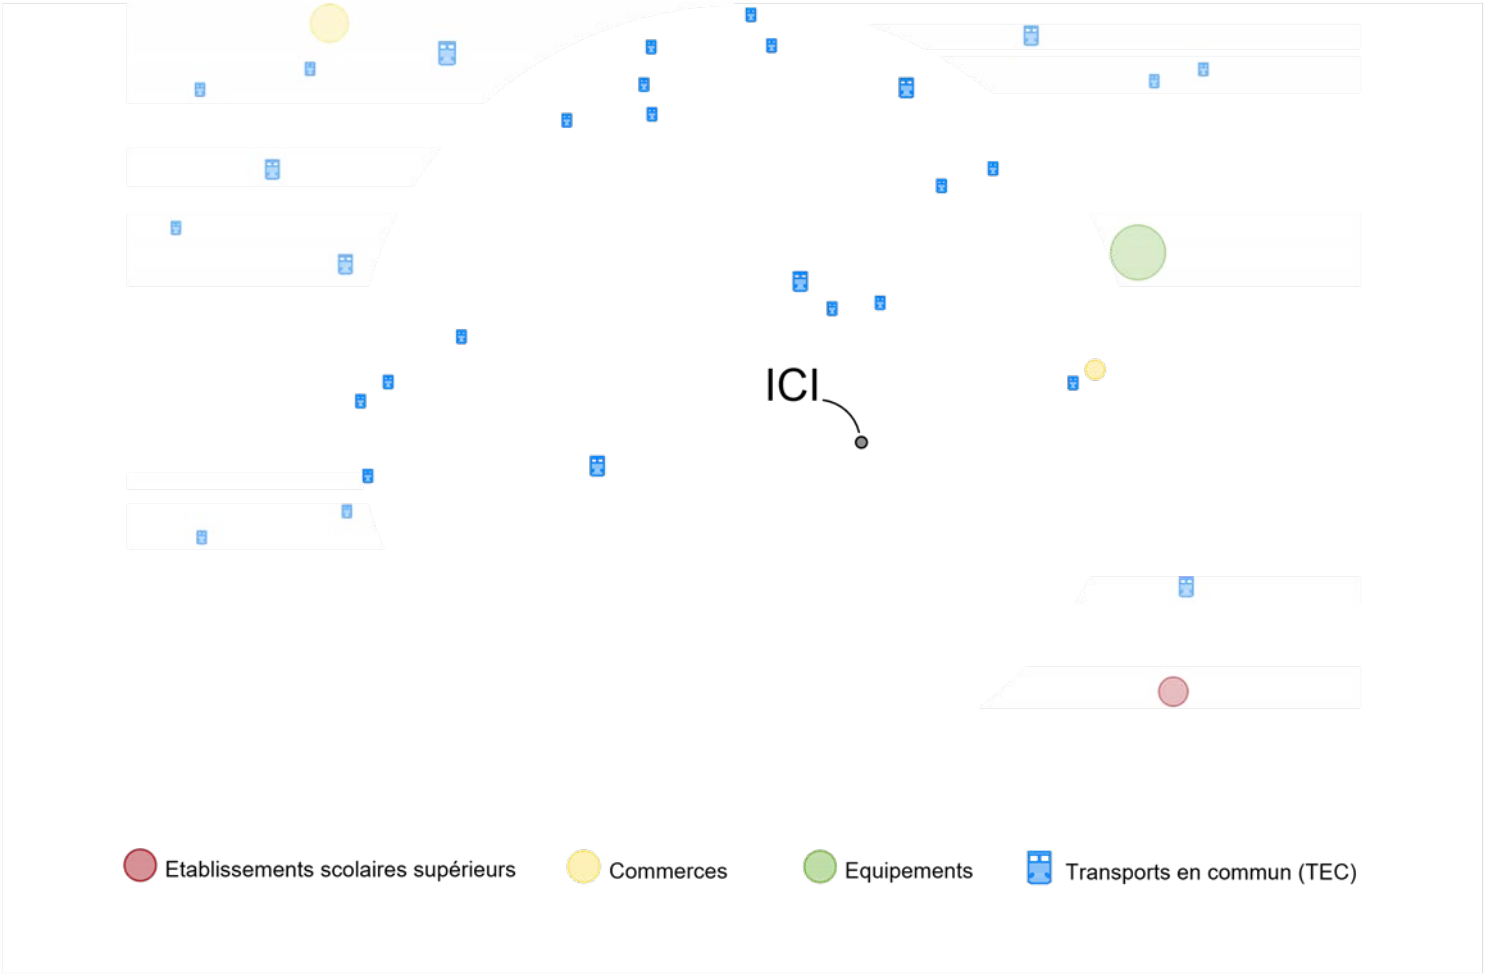 ICI
Etablissements scolaires supérieurs
Commerces
Equipements
Transports en commun (TEC)